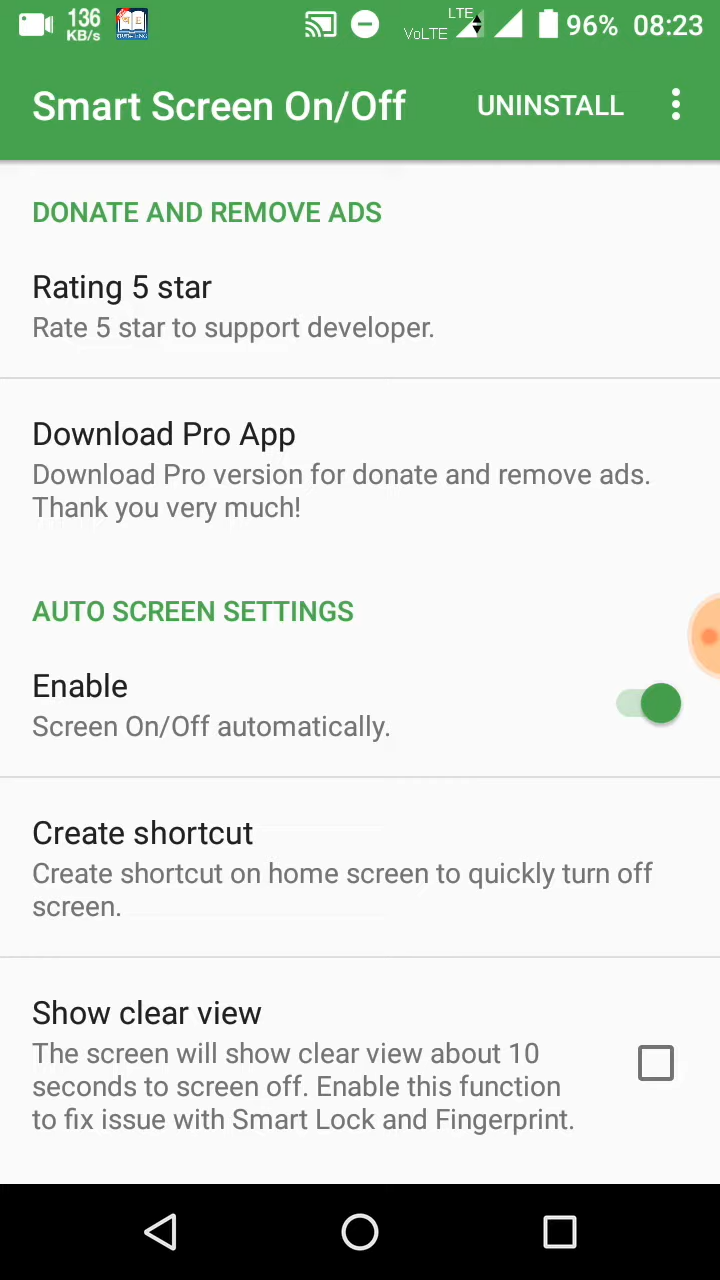 136
KB/s
VoLTE
LTE
96%
08:23
Smart Screen On/Off
UNINSTALL
DONATE AND REMOVE ADS
Rating 5 star
Rate 5 star to support developer.
Download Pro App
Download Pro version for donate and remove ads.
Thank you very much!
AUTO SCREEN SETTINGS
Enable
Screen On/Off automatically.
Create shortcut
Create shortcut on home screen to quickly turn off
screen.
Show clear view
The screen will show clear view about 10
seconds to screen off. Enable this function
to fix issue with Smart Lock and Fingerprint.